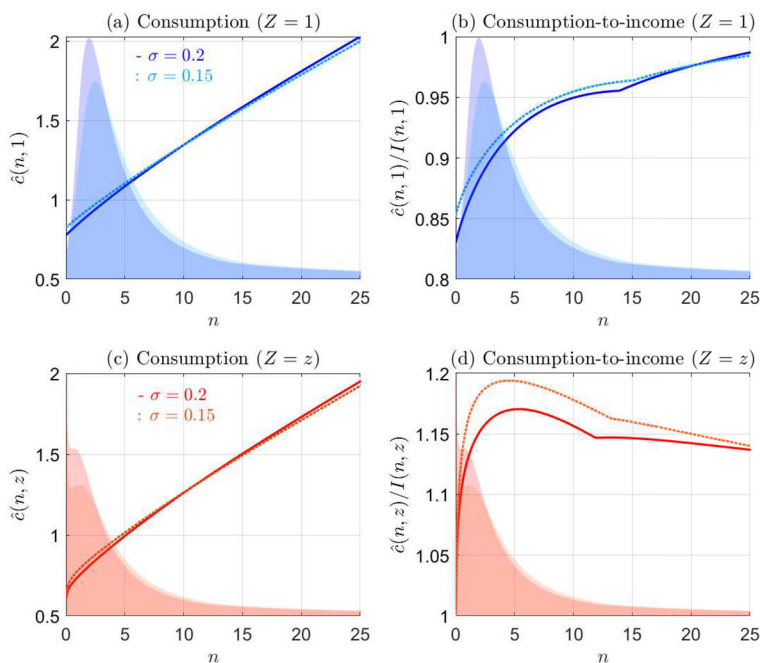 (a) Consumption (Z = 1)
- σ = 0.2
: σ = 0.15
ĉ(n, 1)
2
1.5
1
0.5
0 5 10 15 20 25
n
(b) Consumption-to-income (Z = 1)
ĉ(n, 1)/I(n, 1)
1
0.95
0.9
0.85
0.8
0 5 10 15 20 25
n
(c) Consumption (Z = z)
- σ = 0.2
: σ = 0.15
ĉ(n, z)
2
1.5
1
0.5
0 5 10 15 20 25
n
(d) Consumption-to-income (Z = z)
ĉ(n, z)/I(n, z)
1.2
1.15
1.1
1.05
1
0 5 10 15 20 25
n